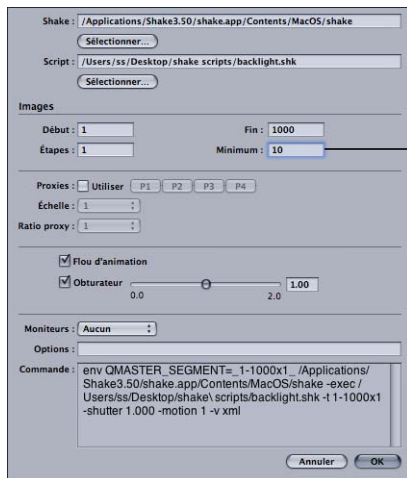 Shake : /Applications/Shake3.50/shake.app/Contents/MacOS/shake
Sélectionner...
Script : /Users/ss/Desktop/shake scripts/backlight.shk
Sélectionner...
Images
Début : 1 Fin : 1000
Étapes : 1 Minimum : 10
Proxies : Utiliser P1 P2 P3 P4
Échelle : 1
Ratio proxy : 1
Flou d'animation
Obturateur 1.00
0.0 2.0
Moniteurs : Aucun
Options :
Commande : env QMASTER_SEGMENT=_1-1000x1_ /Applications/
Shake3.50/shake.app/Contents/MacOS/shake -exec /
Users/ss/Desktop/shake\ scripts/backlight.shk -t 1-1000x1
-shutter 1.000 -motion 1 -v xml
Annuler OK